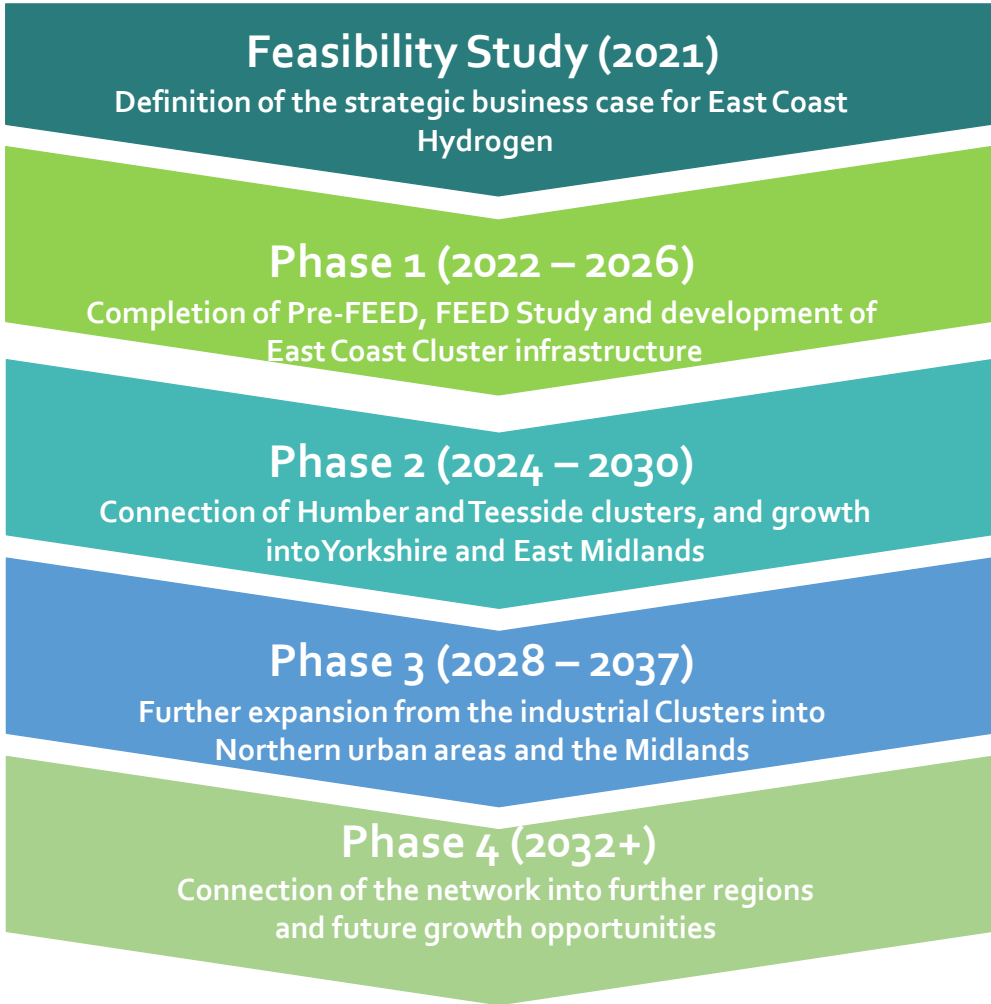 Feasibility Study (2021)
Definition of the strategic business case for East Coast
Hydrogen
Phase 1 (2022 – 2026)
Completion of Pre-FEED, FEED Study and development of
East Coast Cluster infrastructure
Phase 2 (2024 – 2030)
Connection of Humber and Teesside clusters, and growth
into Yorkshire and East Midlands
Phase 3 (2028 – 2037)
Further expansion from the industrial Clusters into
Northern urban areas and the Midlands
Phase 4 (2032+)
Connection of the network into further regions
and future growth opportunities